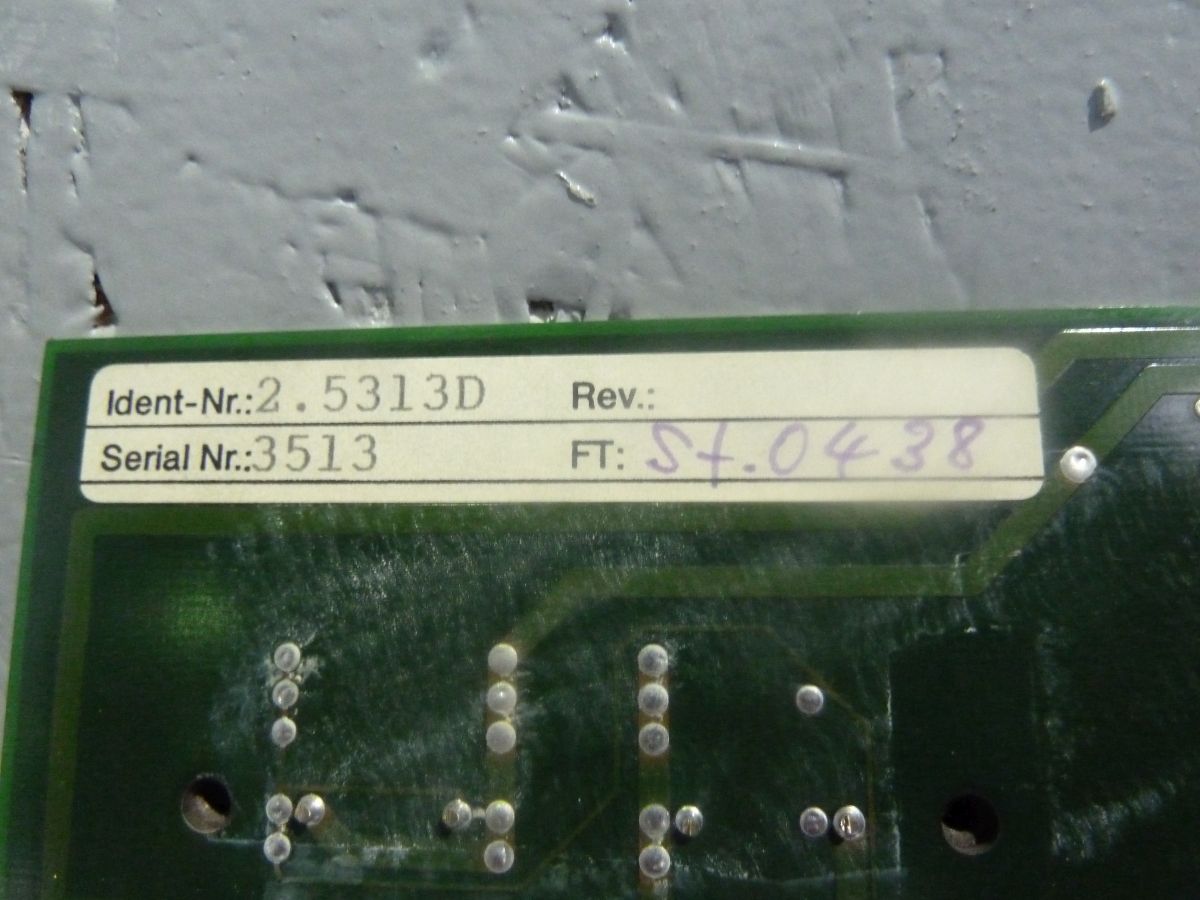 Ident-Nr.:2.5313D Rev.:
Serial Nr.:3513 FT: St.0438